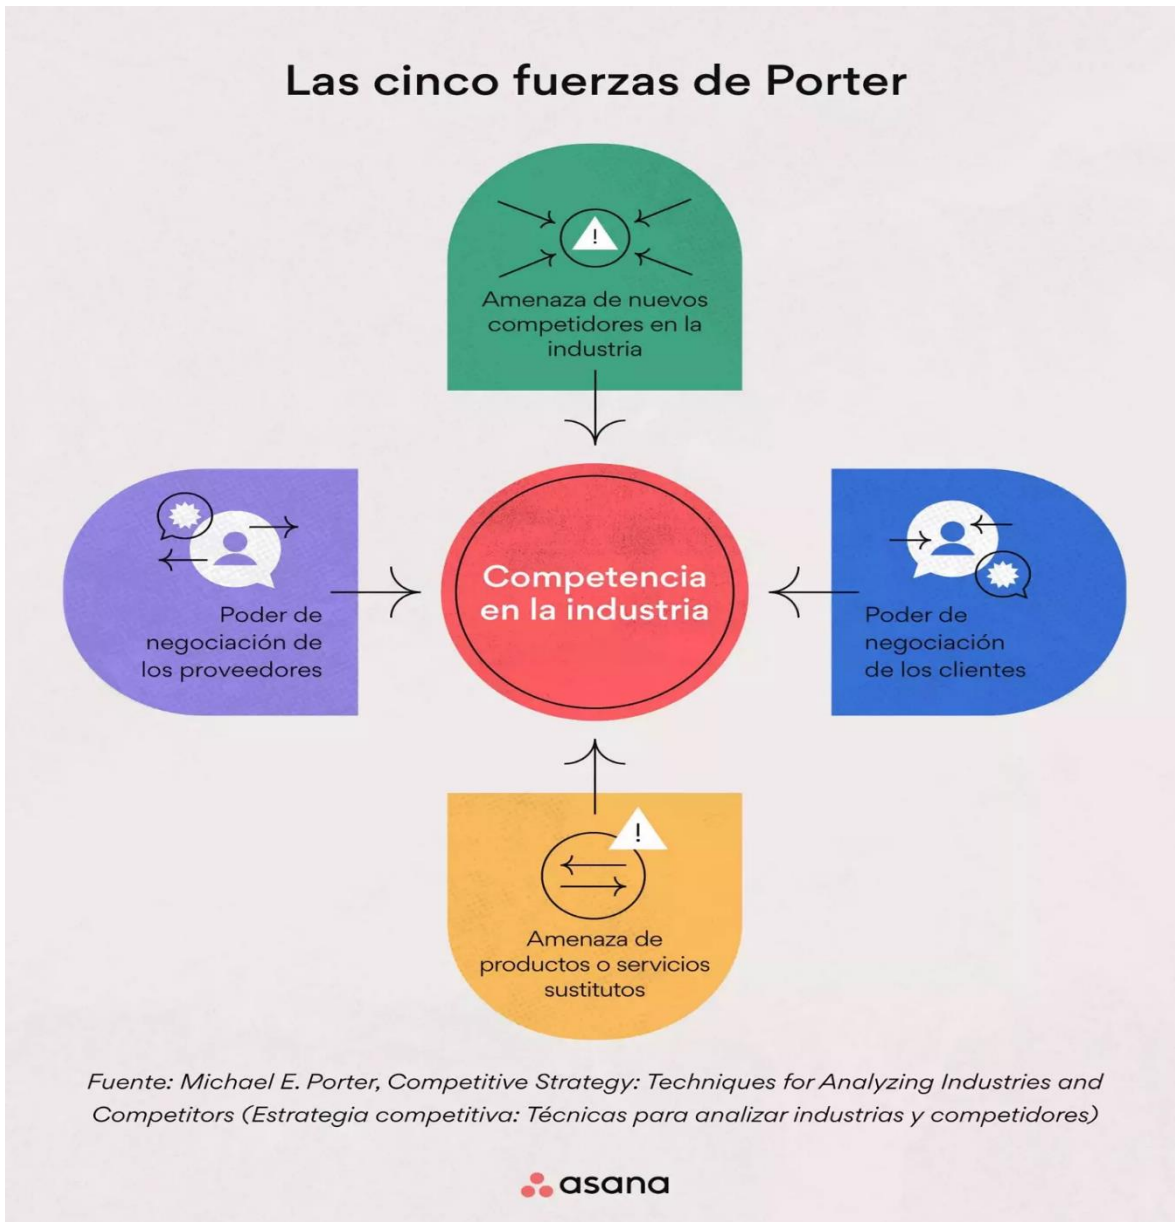 Las cinco fuerzas de Porter
!
Amenaza de nuevos
competidores en la
industria
Poder de
negociación de
los proveedores
Competencia
en la industria
Poder de
negociación
de los clientes
!
Amenaza de
productos o servicios
sustitutos
Fuente: Michael E. Porter, Competitive Strategy: Techniques for Analyzing Industries and
Competitors (Estrategia competitiva: Técnicas para analizar industrias y competidores)
asana